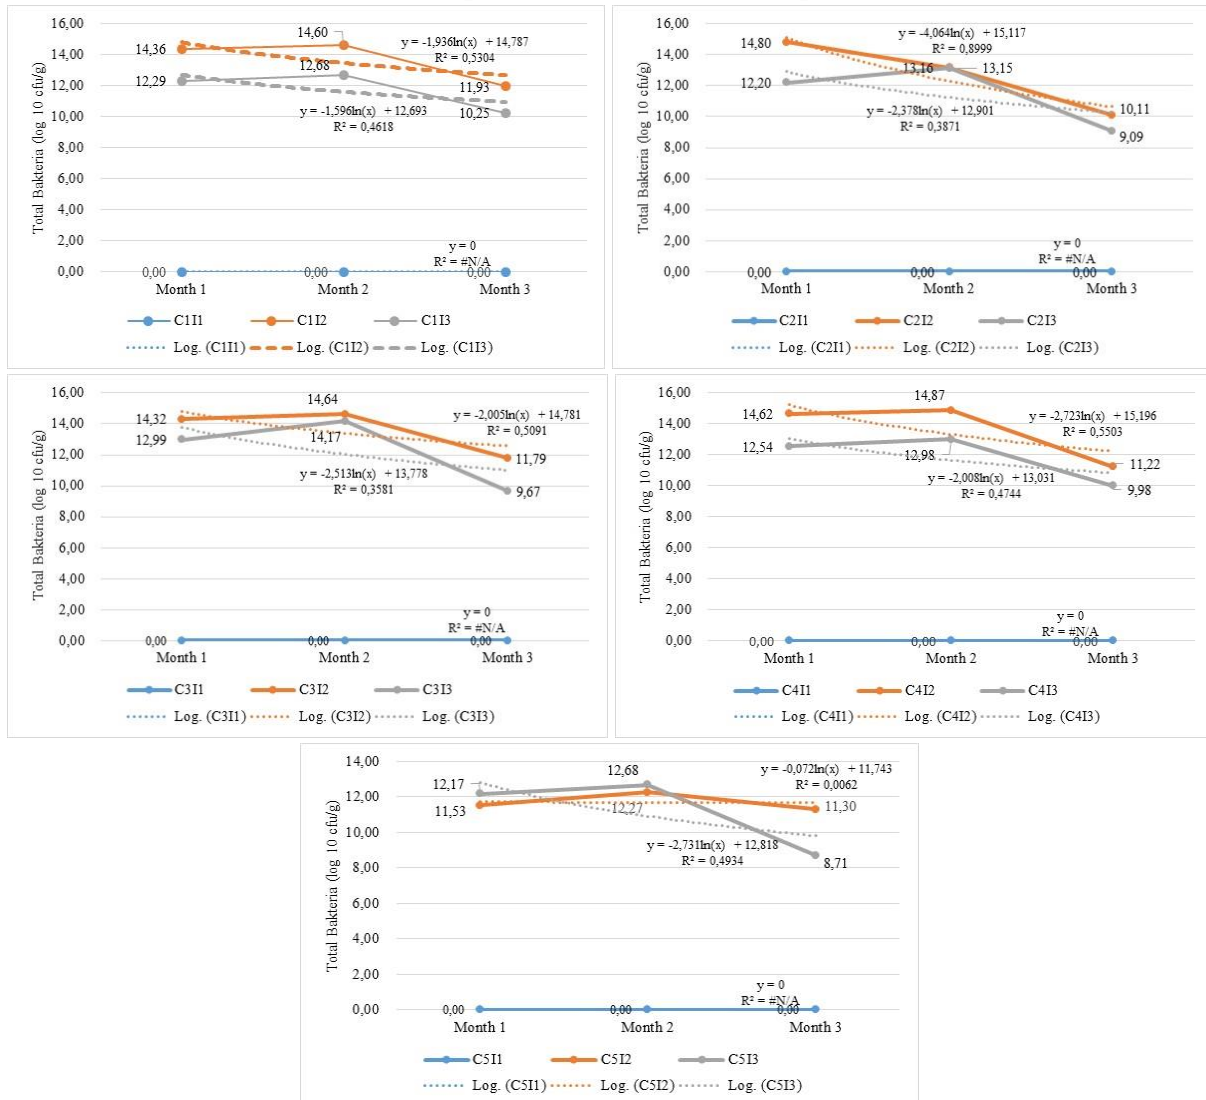 Total Bakteria (log 10 cfu/g)
16,00
14,00
12,00
10,00
8,00
6,00
4,00
2,00
0,00
14,36
14,60
11,93
12,29
12,68
10,25
0,00
0,00
0,00
y = -1,936ln(x) + 14,787
R² = 0,5304
y = -1,596ln(x) + 12,693
R² = 0,4618
y = 0
R² = #N/A
Month 1
Month 2
Month 3
C1I1
C1I2
C1I3
Log. (C1I1)
Log. (C1I2)
Log. (C1I3)
Total Bakteria (log 10 cfu/g)
16,00
14,00
12,00
10,00
8,00
6,00
4,00
2,00
0,00
14,80
13,16
13,15
10,11
12,20
9,09
0,00
0,00
0,00
y = -4,064ln(x) + 15,117
R² = 0,8999
y = -2,378ln(x) + 12,901
R² = 0,3871
y = 0
R² = #N/A
Month 1
Month 2
Month 3
C2I1
C2I2
C2I3
Log. (C2I1)
Log. (C2I2)
Log. (C2I3)
Total Bakteria (log 10 cfu/g)
16,00
14,00
12,00
10,00
8,00
6,00
4,00
2,00
0,00
14,32
14,64
11,79
12,99
14,17
9,67
0,00
0,00
0,00
y = -2,005ln(x) + 14,781
R² = 0,5091
y = -2,513ln(x) + 13,778
R² = 0,3581
y = 0
R² = #N/A
Month 1
Month 2
Month 3
C3I1
C3I2
C3I3
Log. (C3I1)
Log. (C3I2)
Log. (C3I3)
Total Bakteria (log 10 cfu/g)
16,00
14,00
12,00
10,00
8,00
6,00
4,00
2,00
0,00
14,62
14,87
11,22
12,54
12,98
9,98
0,00
0,00
0,00
y = -2,723ln(x) + 15,196
R² = 0,5503
y = -2,008ln(x) + 13,031
R² = 0,4744
y = 0
R² = #N/A
Month 1
Month 2
Month 3
C4I1
C4I2
C4I3
Log. (C4I1)
Log. (C4I2)
Log. (C4I3)
Total Bakteria (log 10 cfu/g)
14,00
12,00
10,00
8,00
6,00
4,00
2,00
0,00
12,17
12,68
8,71
11,53
12,27
11,30
0,00
0,00
0,00
y = -0,072ln(x) + 11,743
R² = 0,0062
y = -2,731ln(x) + 12,818
R² = 0,4934
y = 0
R² = #N/A
Month 1
Month 2
Month 3
C5I1
C5I2
C5I3
Log. (C5I1)
Log. (C5I2)
Log. (C5I3)